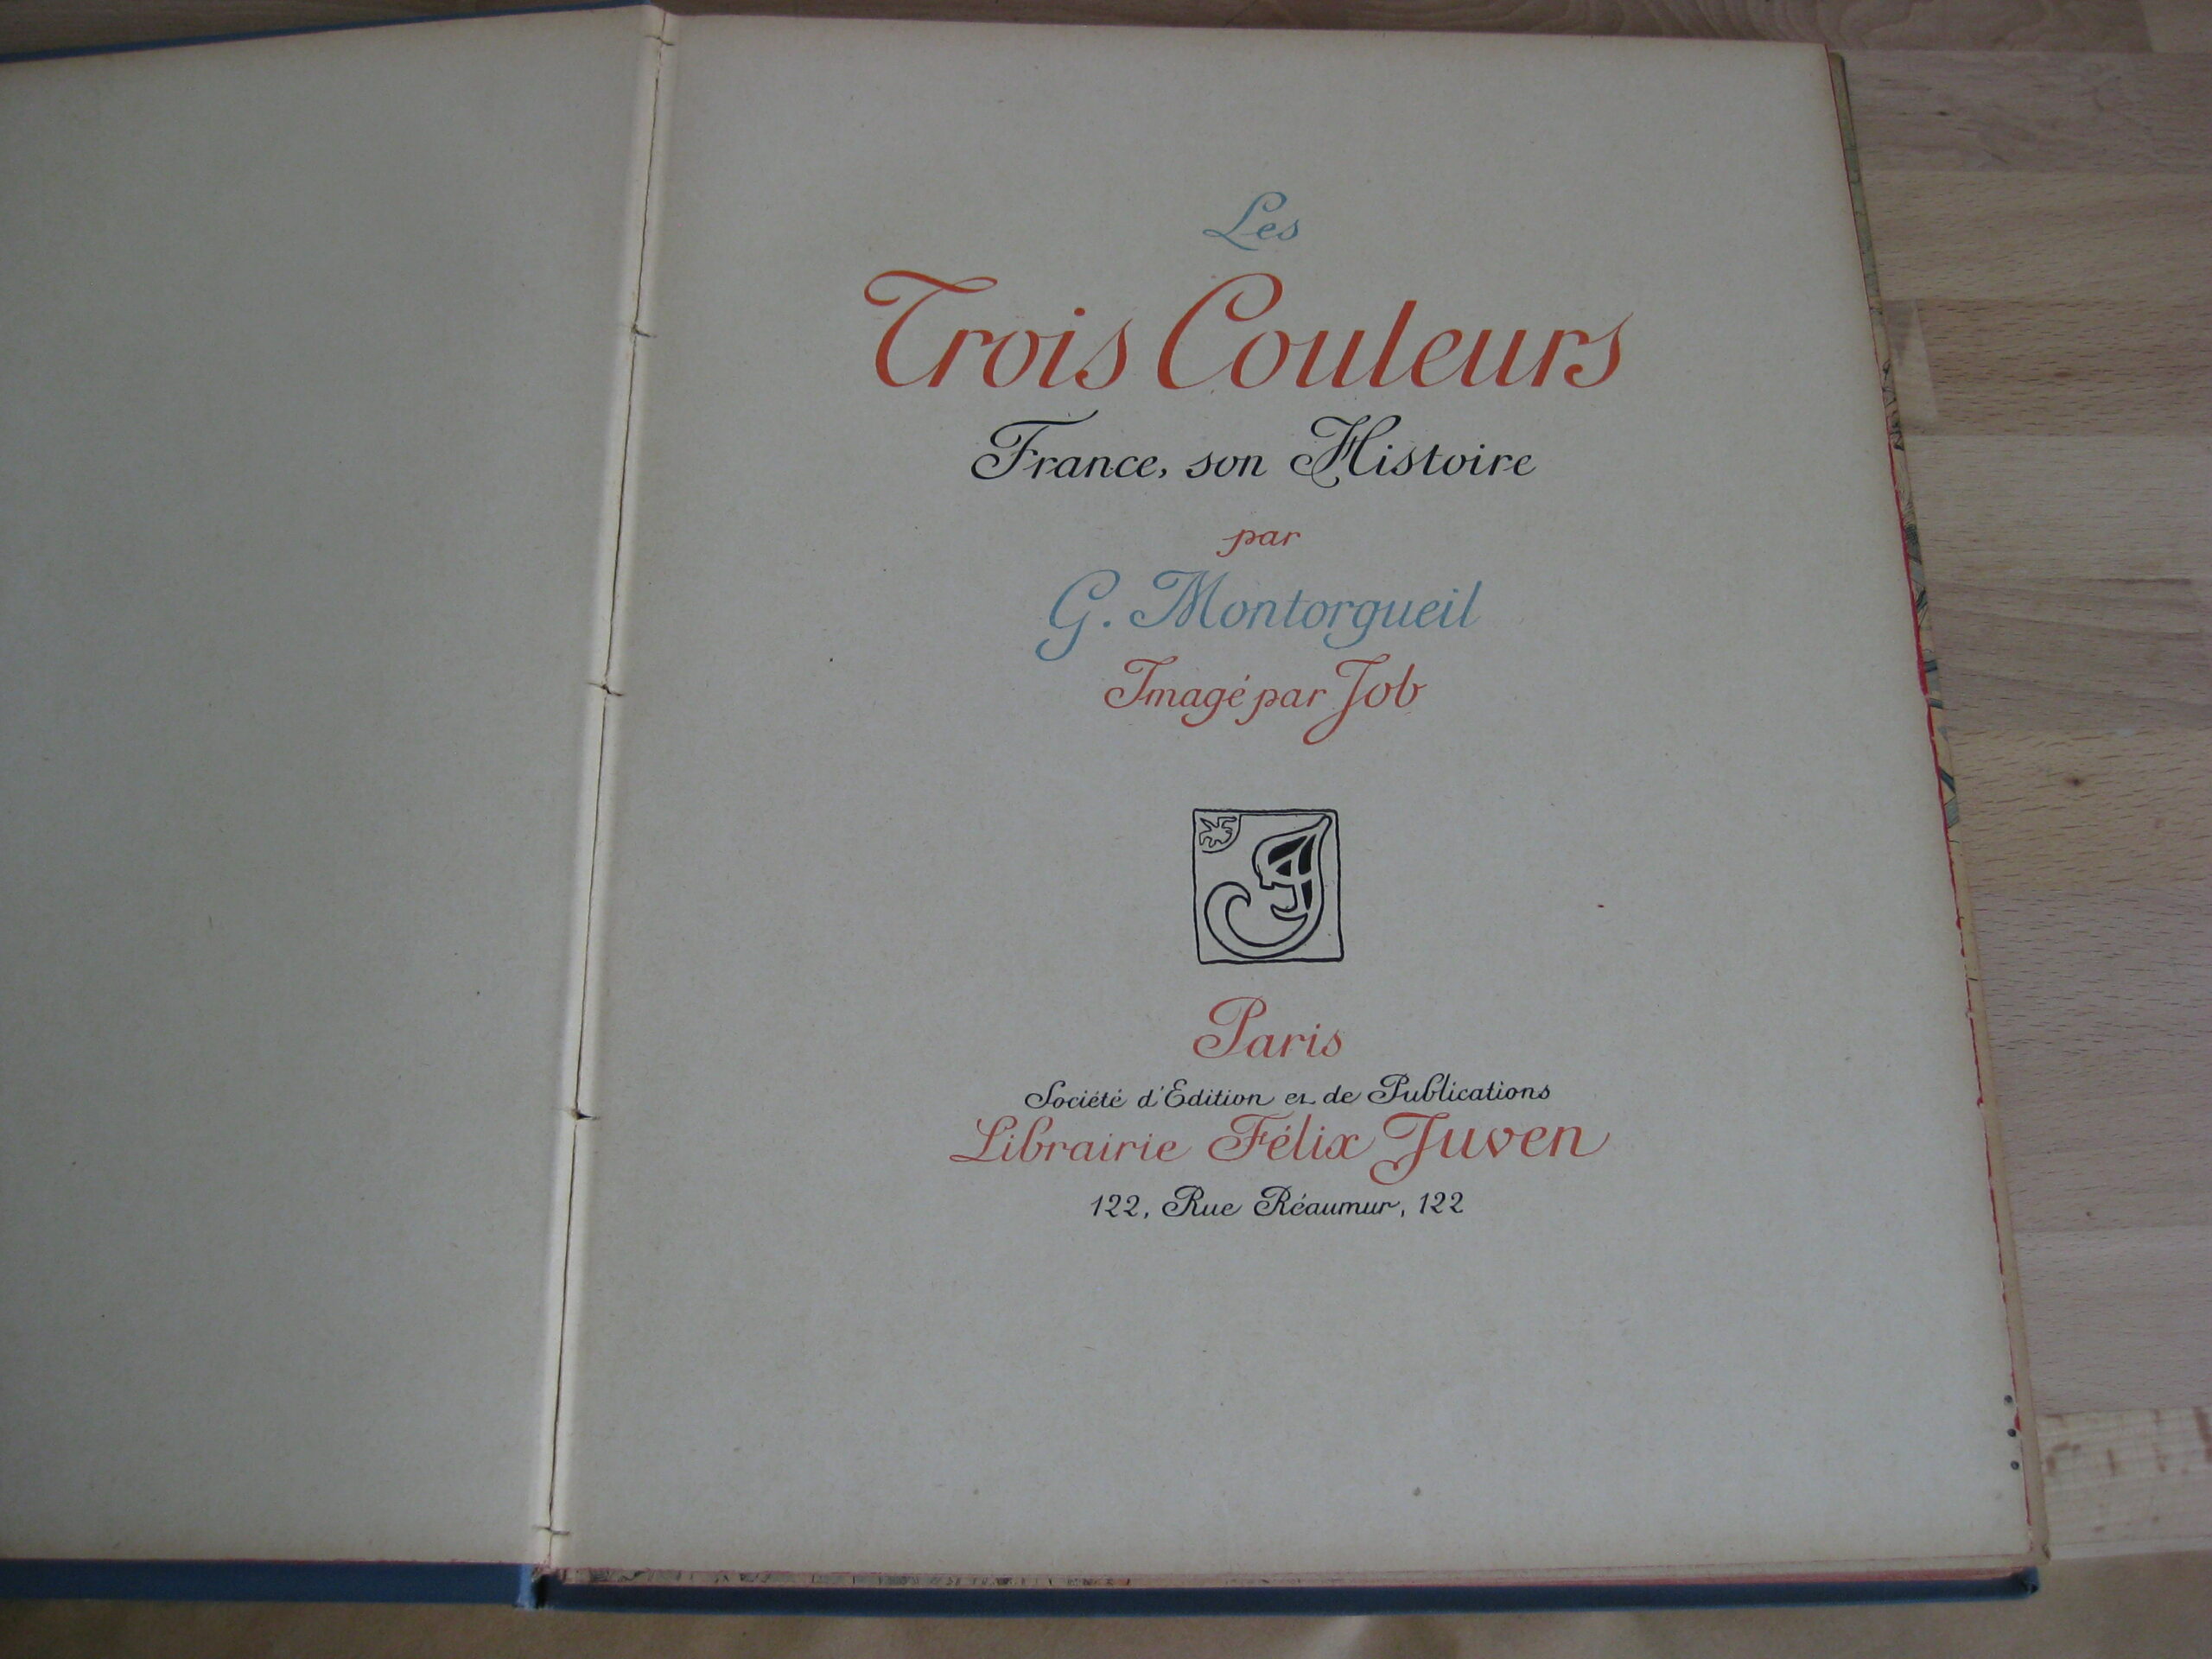 Les
Trois Couleurs
France, son Histoire
par
G. Montorgueil
Imagé par Job
Paris
Société d'Edition et de Publications
Librairie Félix Juven
122, Rue Réaumur, 122